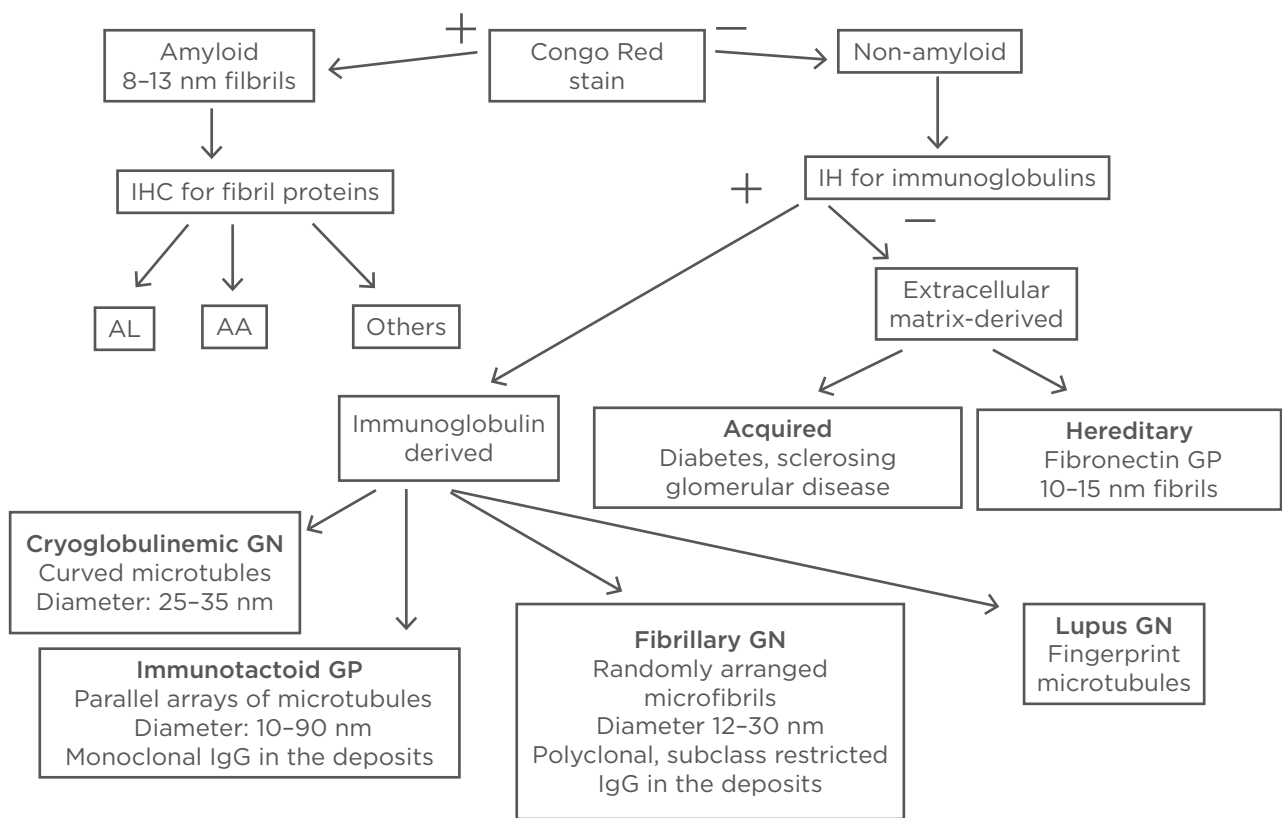 +
Congo Red
stain
−
Amyloid
8–13 nm filbrils
Non-amyloid
IHC for fibril proteins
AL
AA
Others
IH for immunoglobulins
+
−
Extracellular
matrix-derived
Immunoglobulin
derived
Acquired
Diabetes, sclerosing
glomerular disease
Hereditary
Fibronectin GP
10–15 nm fibrils
Cryoglobulinemic GN
Curved microtubles
Diameter: 25–35 nm
Immunotactoid GP
Parallel arrays of microtubules
Diameter: 10–90 nm
Monoclonal IgG in the deposits
Fibrillary GN
Randomly arranged
microfibrils
Diameter 12–30 nm
Polyclonal, subclass restricted
IgG in the deposits
Lupus GN
Fingerprint
microtubules